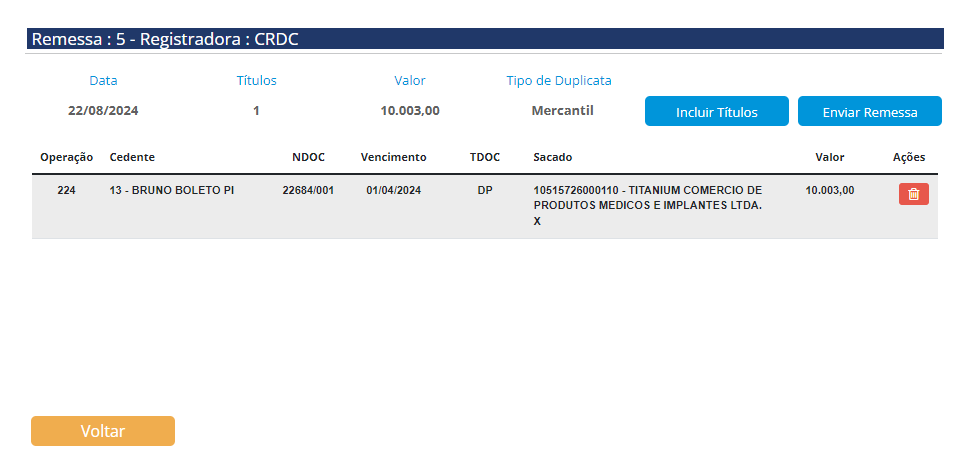 Remessa : 5 - Registradora : CRDC
Data Títulos Valor Tipo de Duplicata
22/08/2024 1 10.003,00 Mercantil Incluir Títulos Enviar Remessa
Operação Cedente NDOC Vencimento TDOC Sacado Valor Ações
224 13 - BRUNO BOLETO PI 22684/001 01/04/2024 DP 10515726000110 - TITANIUM COMERCIO DE 10.003,00
PRODUTOS MEDICOS E IMPLANTES LTDA.
X
Voltar